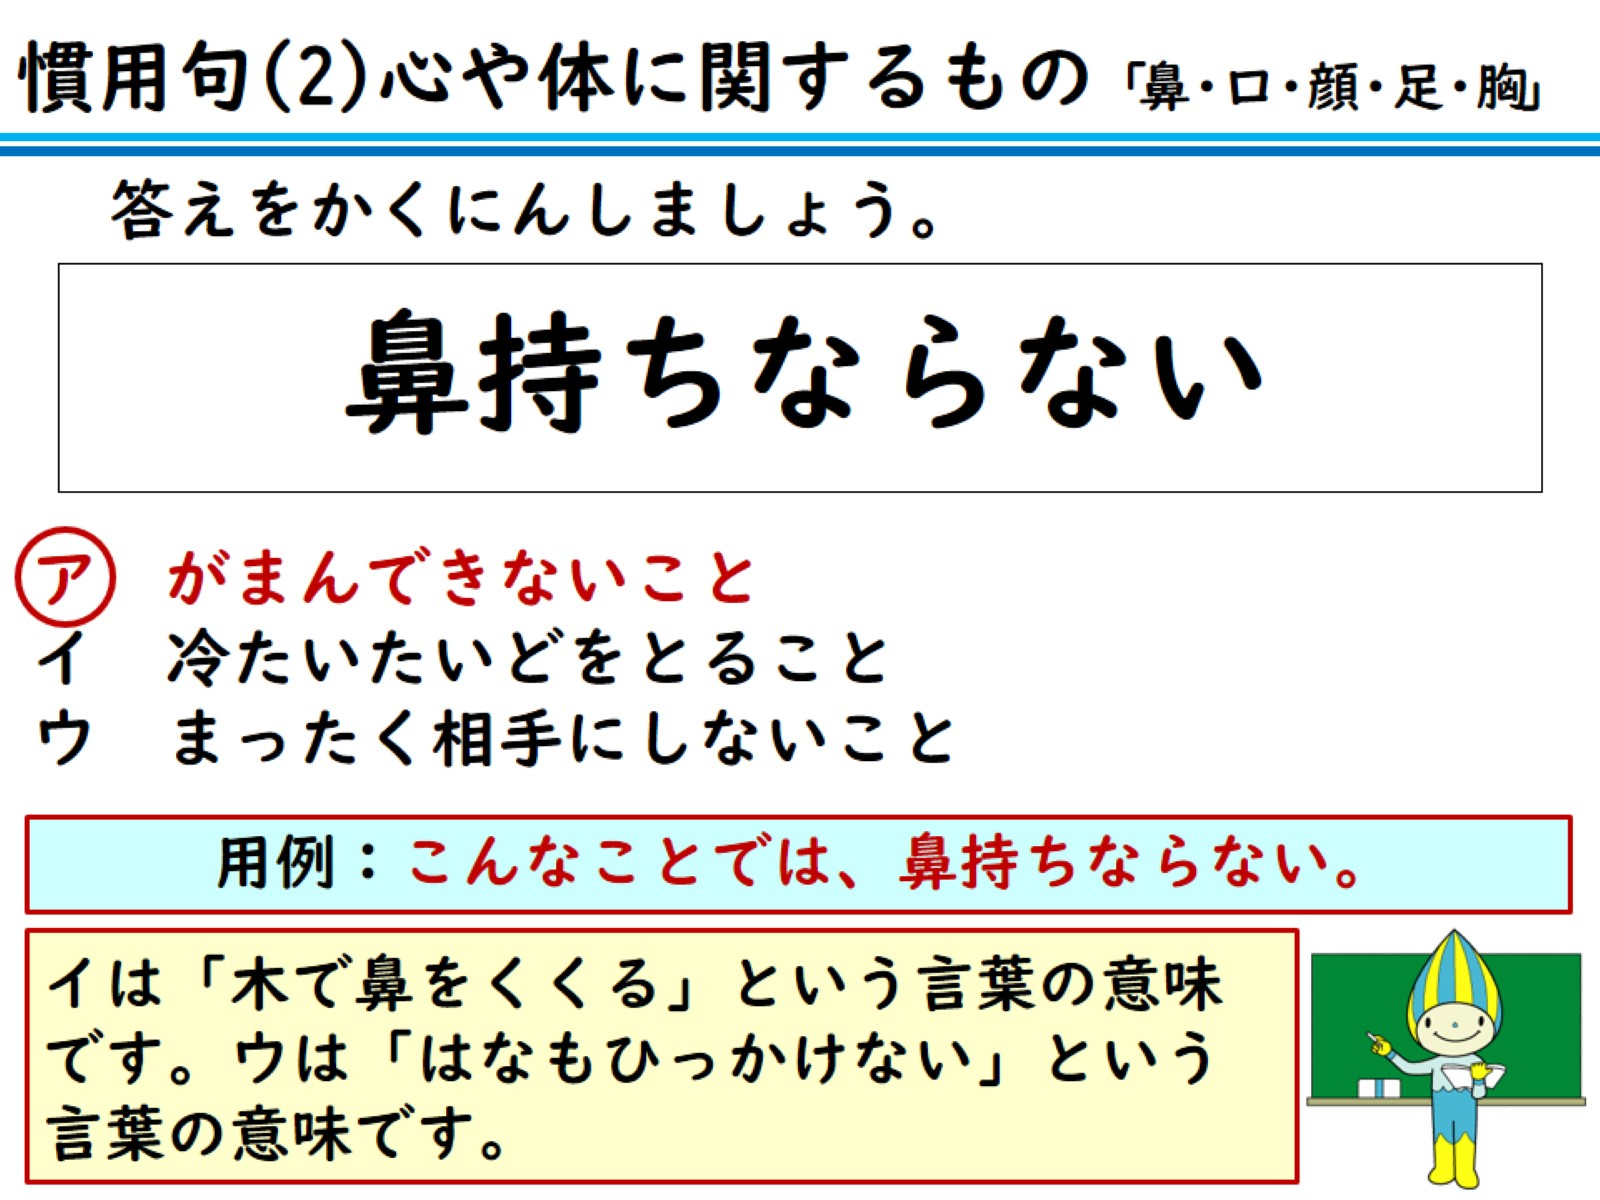 慣用句(2)心や体に関するもの「鼻・口・顔・足・胸」
答えをかくにんしましょう。
鼻持ちならない
ア　がまんできないこと
イ　冷たいたいどをとること
ウ　まったく相手にしないこと
用例：こんなことでは、鼻持ちならない。
イは「木で鼻をくくる」という言葉の意味
です。ウは「はなもひっかけない」という
言葉の意味です。